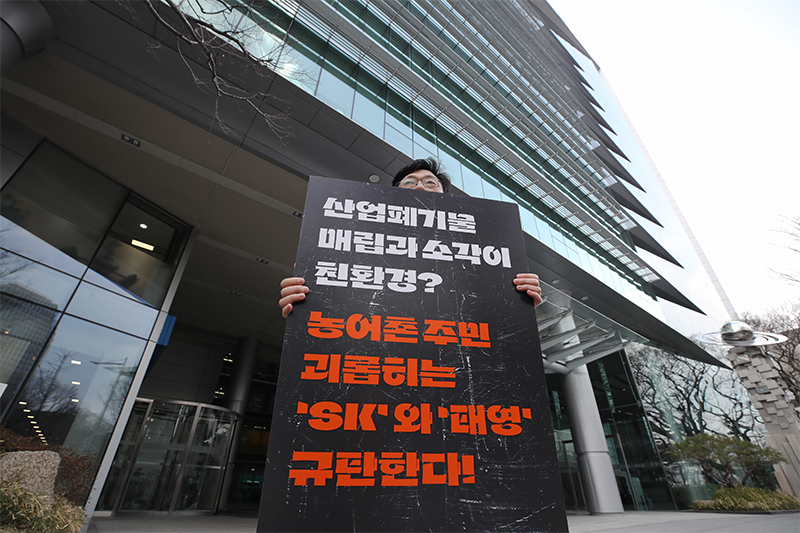 산업폐기물
매립과 소각이
친환경?
농어촌 주민
괴롭히는
'SK'와 '태영'
규탄한다!